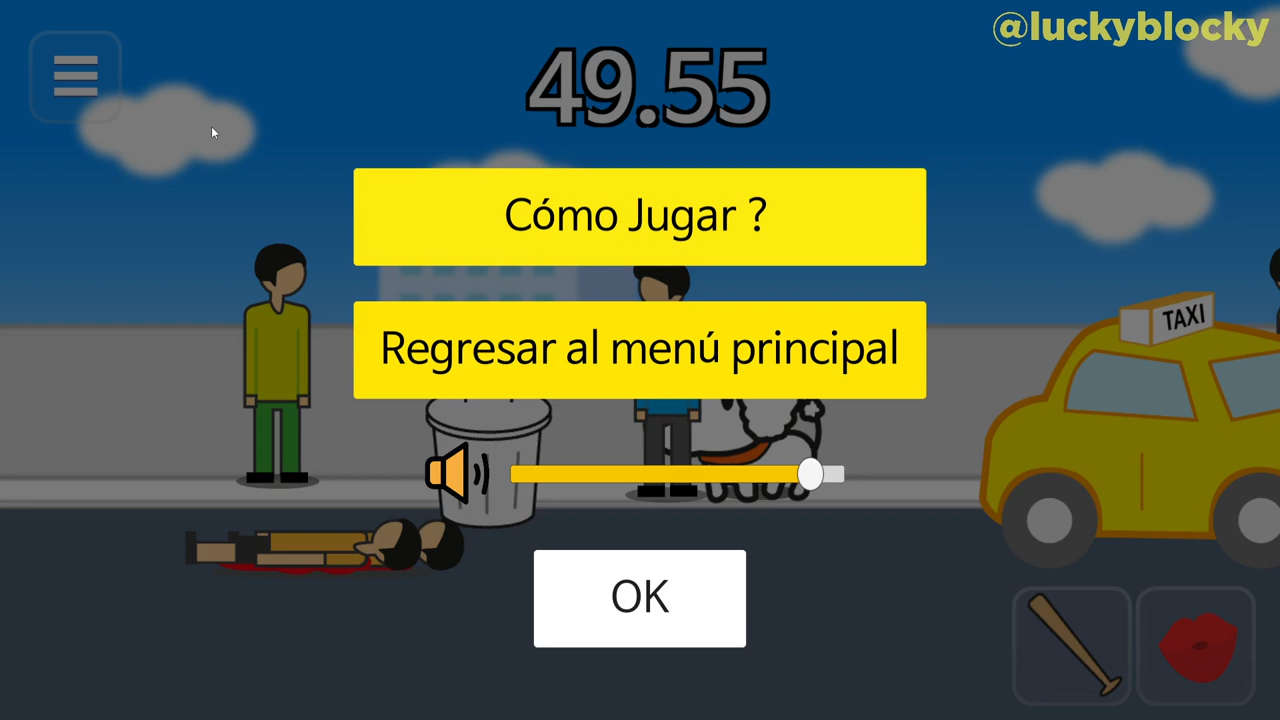 @luckyblocky
49.55
Cómo Jugar ?
TAXI
Regresar al menú principal
OK